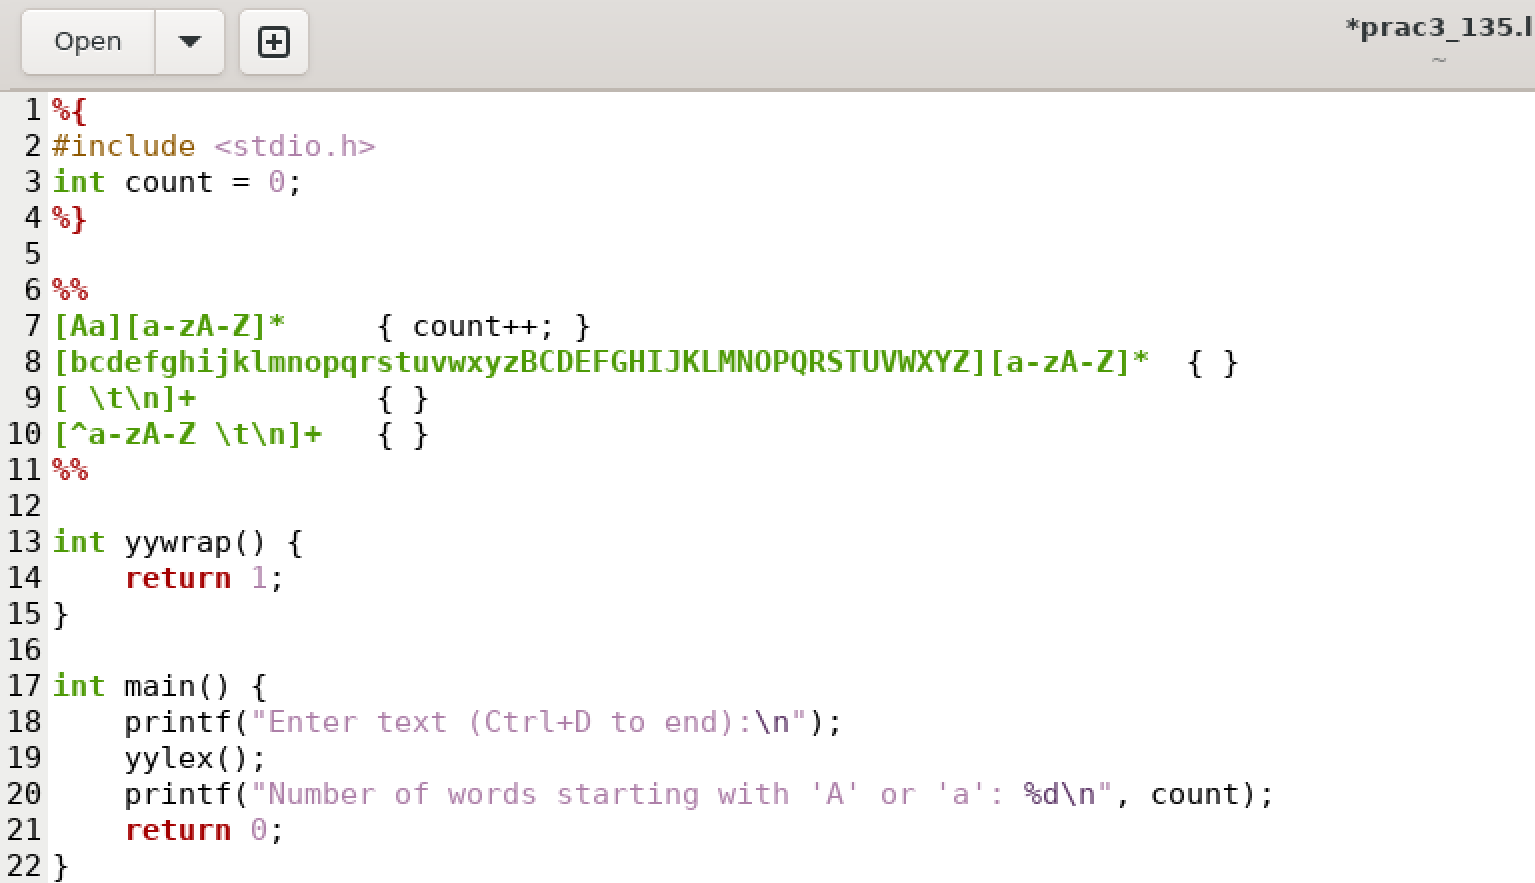 Open
*prac3_135.l
~
1 %{
2 #include <stdio.h>
3 int count = 0;
4 %}
5
6 %%
7 [Aa][a-zA-Z]*     { count++; }
8 [bcdefghijklmnopqrstuvwxyzBCDEFGHIJKLMNOPQRSTUVWXYZ][a-zA-Z]*  { }
9 [ \t\n]+          { }
10 [^a-zA-Z \t\n]+   { }
11 %%
12
13 int yywrap() {
14     return 1;
15 }
16
17 int main() {
18     printf("Enter text (Ctrl+D to end):\n");
19     yylex();
20     printf("Number of words starting with 'A' or 'a': %d\n", count);
21     return 0;
22 }